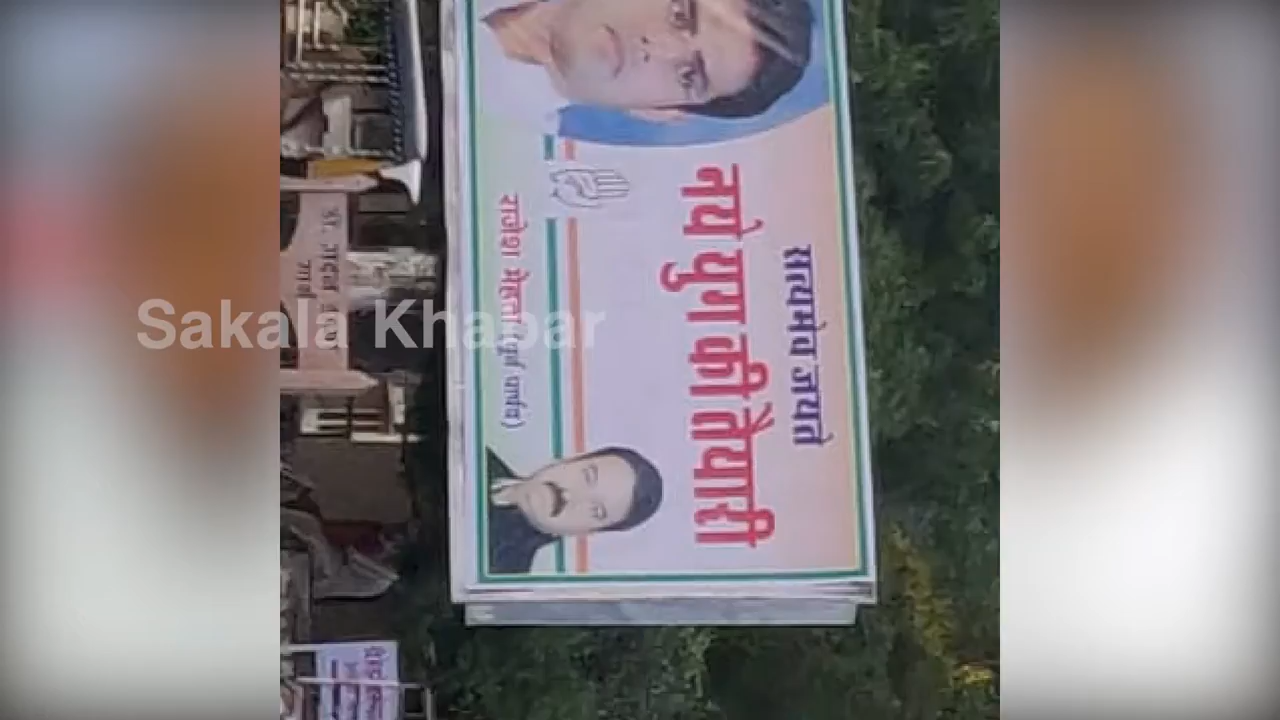 सत्यमेव जयते
नये युग की तैयारी
राजेश मेहता (पूर्व पार्षद)
Sakala Khabar
मार्ग